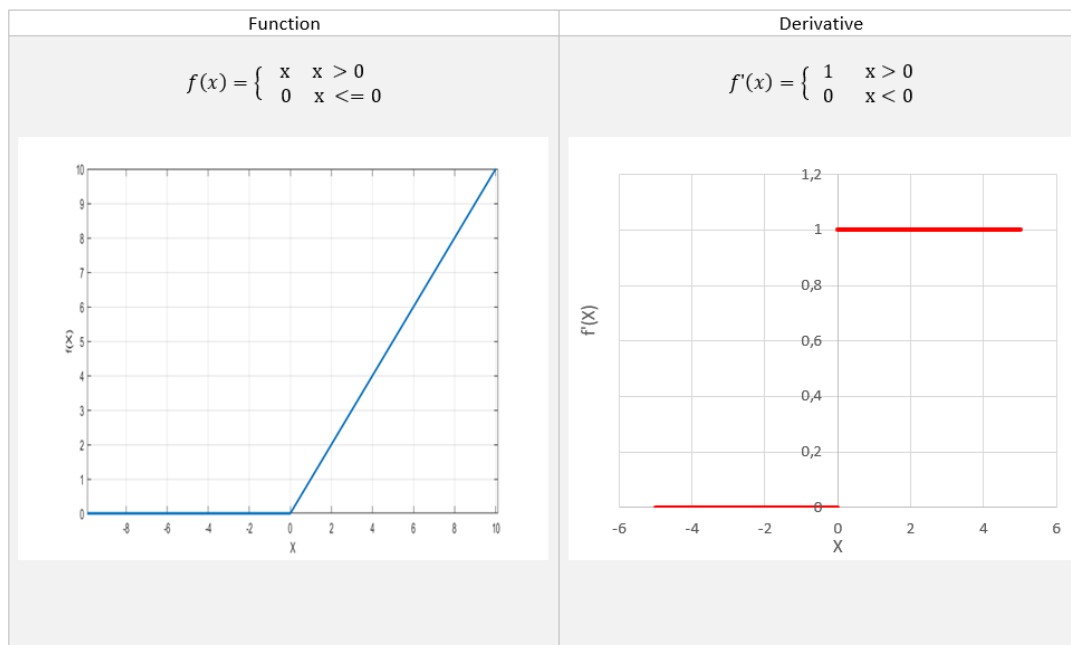 Function
Derivative
f(x) = { x x > 0
0 x <= 0
f'(x) = { 1 x > 0
0 x < 0
10
9
8
7
6
5
4
3
2
1
0
f(X)
-8 -6 -4 -2 0 2 4 6 8 10
X
1,2
1
0,8
0,6
0,4
0,2
0
f'(X)
-6 -4 -2 0 2 4 6
X